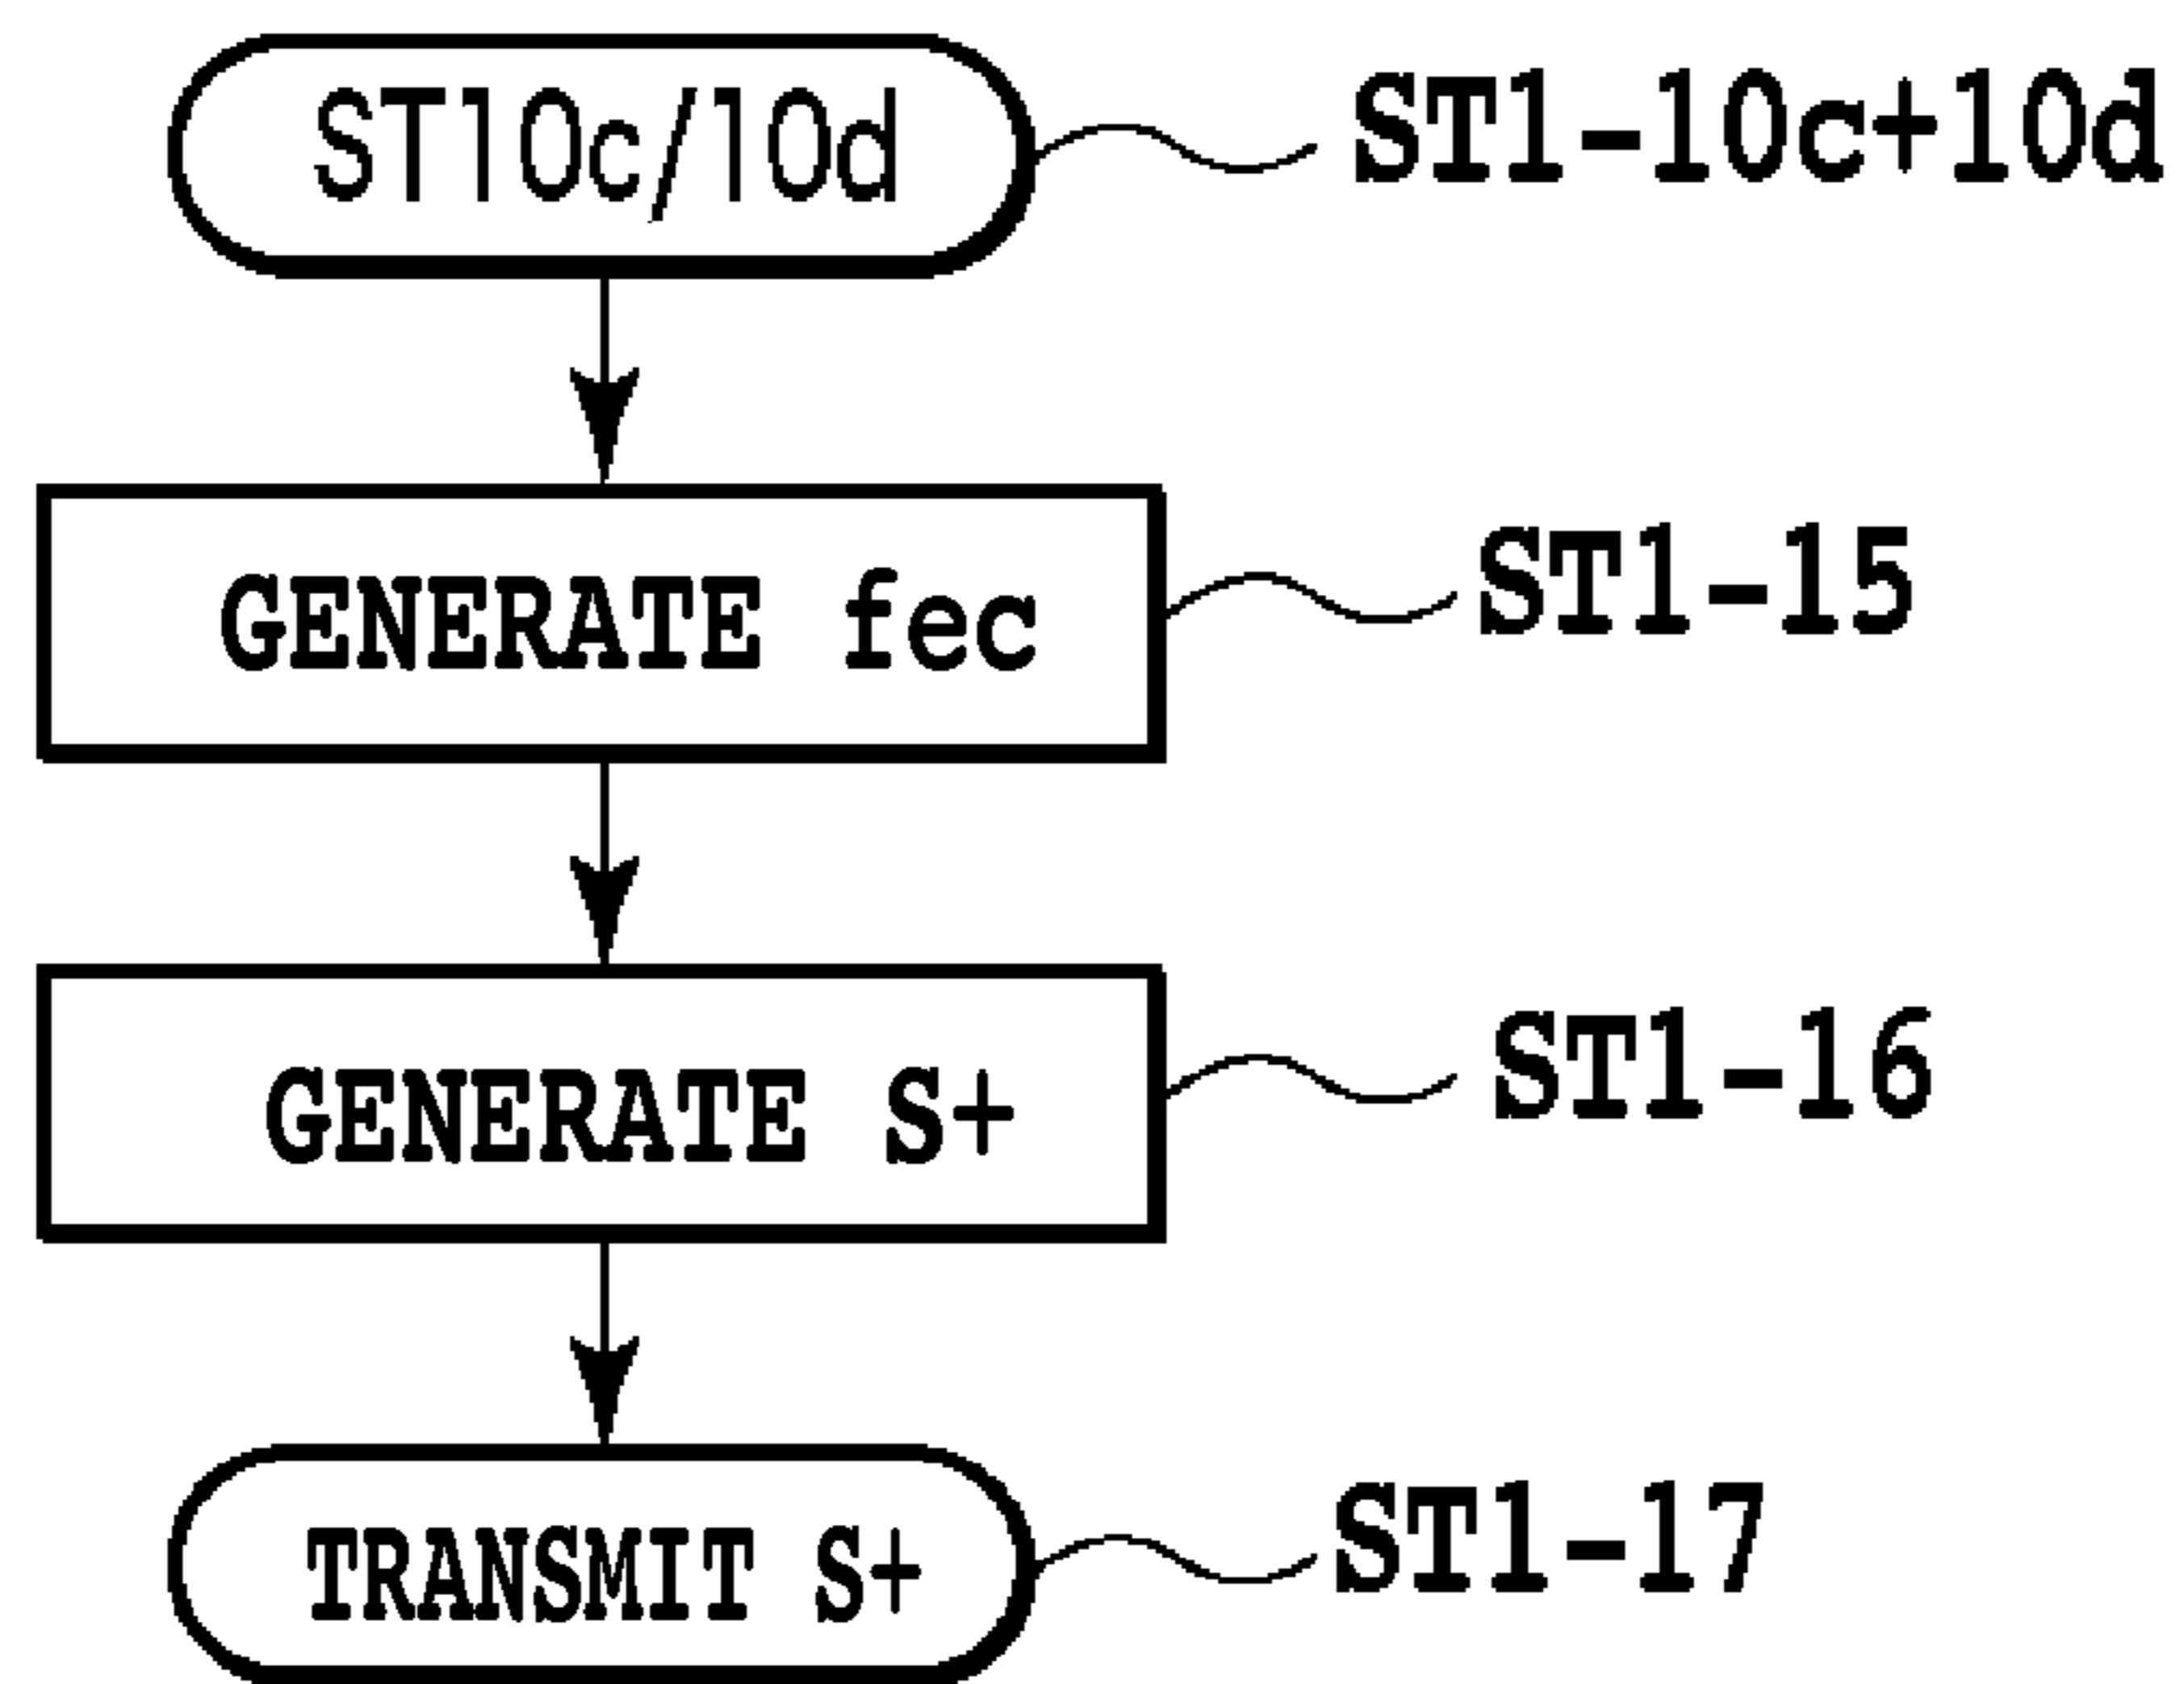 ST10c/10d ST1-10c+10d
GENERATE fec ST1-15
GENERATE S+ ST1-16
TRANSMIT S+ ST1-17